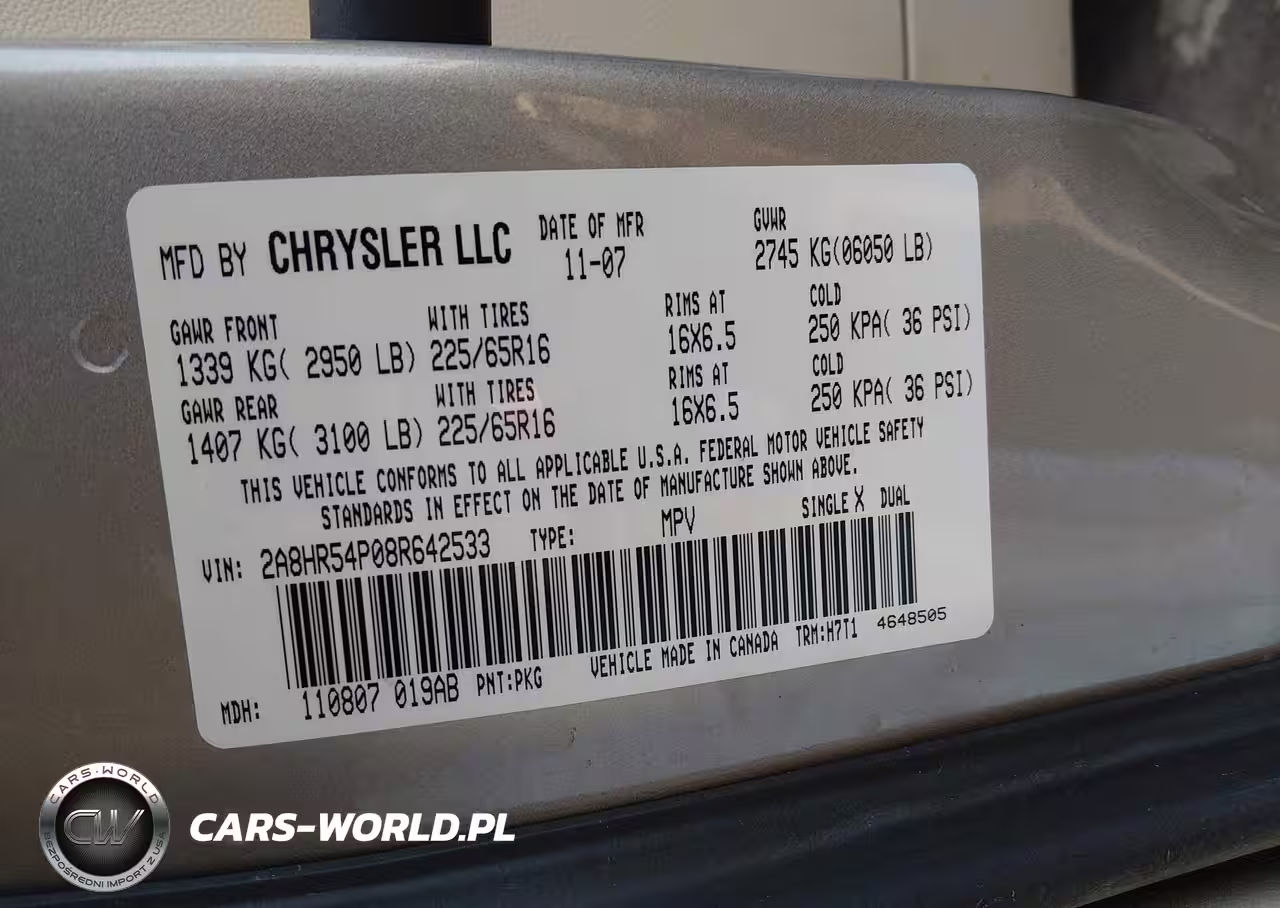 MFD BY CHRYSLER LLC DATE OF MFR 11-07 GVWR 2745 KG(06050 LB)
GAWR FRONT WITH TIRES RIMS AT COLD
1339 KG( 2950 LB) 225/65R16 16X6.5 250 KPA( 36 PSI)
GAWR REAR WITH TIRES RIMS AT COLD
1407 KG( 3100 LB) 225/65R16 16X6.5 250 KPA( 36 PSI)
THIS VEHICLE CONFORMS TO ALL APPLICABLE U.S.A. FEDERAL MOTOR VEHICLE SAFETY
STANDARDS IN EFFECT ON THE DATE OF MANUFACTURE SHOWN ABOVE.
VIN: 2A8HR54P08R642533 TYPE: MPV SINGLE X DUAL
MDH: 110807 019AB PNT:PKG VEHICLE MADE IN CANADA TRM:H7T1 4648505
CARS-WORLD
CW
BEZPOŚREDNI IMPORT Z USA
CARS-WORLD.PL